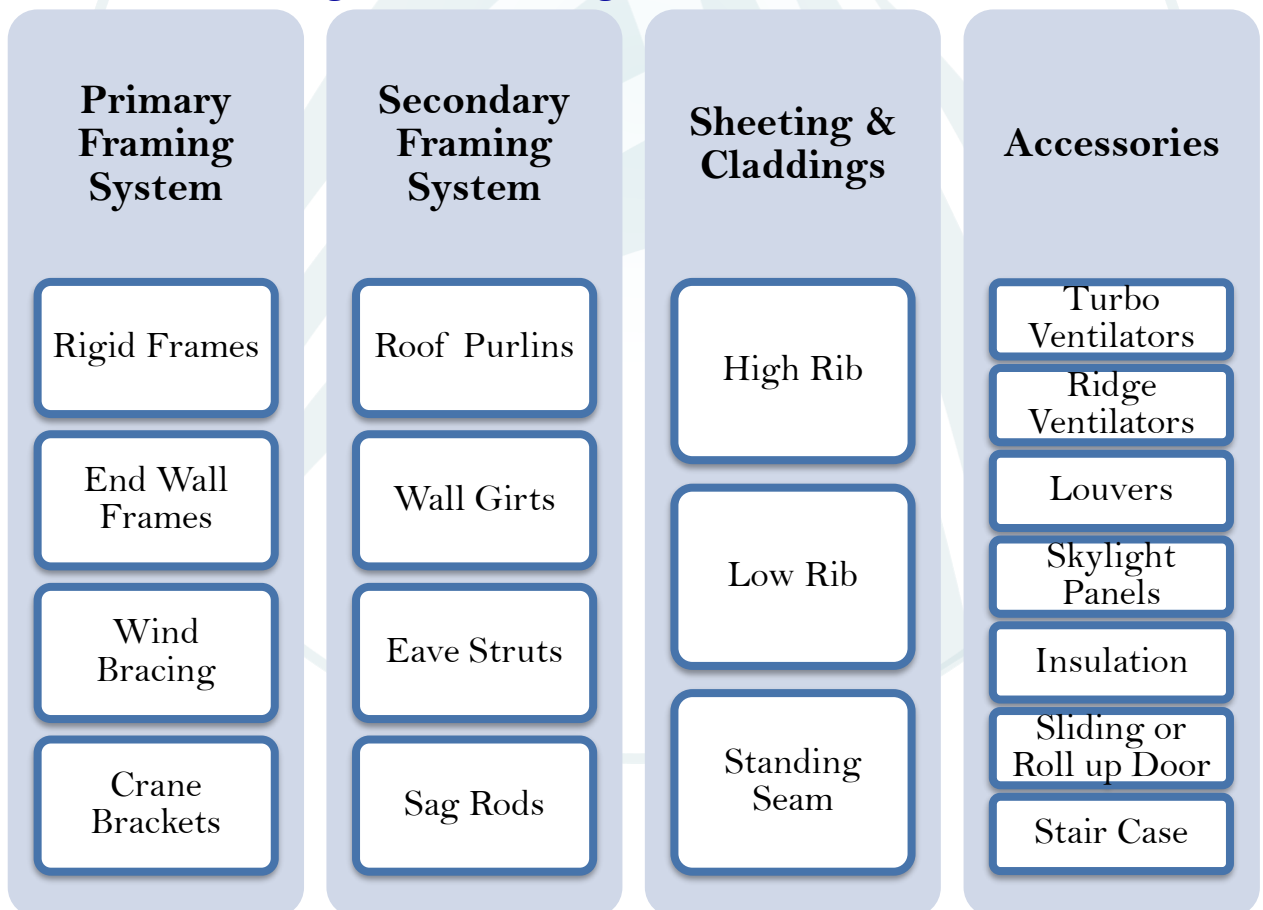 Primary
Framing
System
Rigid Frames
End Wall
Frames
Wind
Bracing
Crane
Brackets
Secondary
Framing
System
Roof Purlins
Wall Girts
Eave Struts
Sag Rods
Sheeting &
Claddings
High Rib
Low Rib
Standing
Seam
Accessories
Turbo
Ventilators
Ridge
Ventilators
Louvers
Skylight
Panels
Insulation
Sliding or
Roll up Door
Stair Case